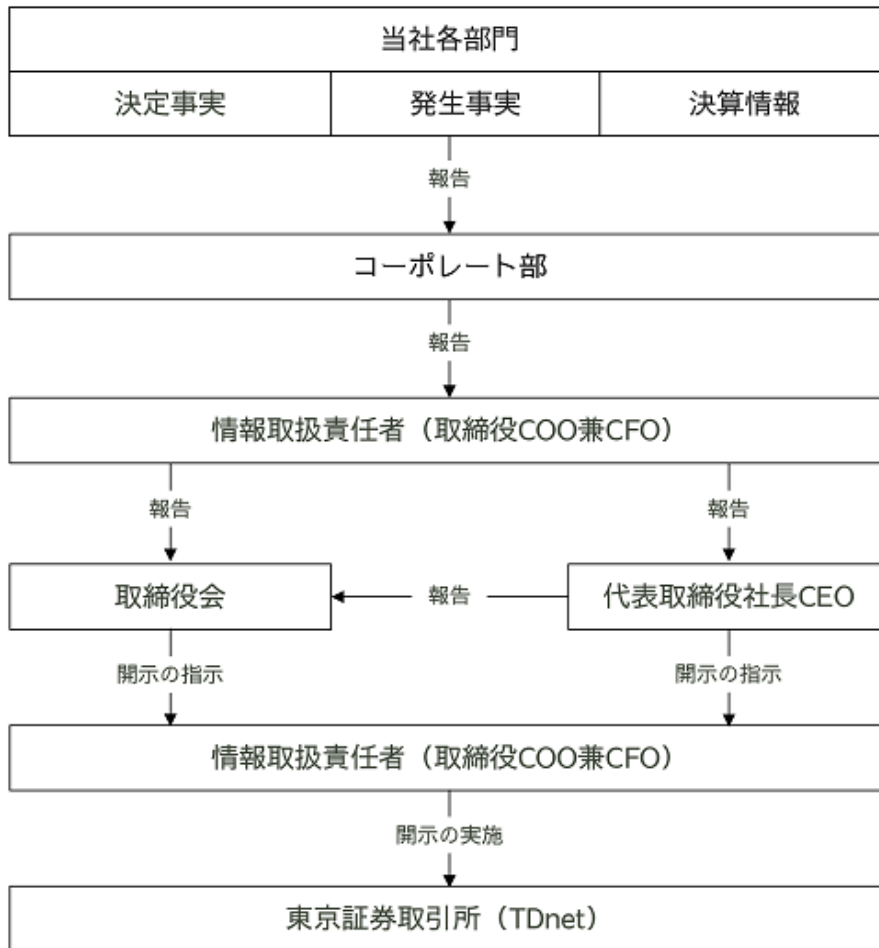 当社各部門
決定事実
発生事実
決算情報
報告
コーポレート部
報告
情報取扱責任者（取締役COO兼CFO）
報告
報告
取締役会
報告
代表取締役社長CEO
開示の指示
開示の指示
情報取扱責任者（取締役COO兼CFO）
開示の実施
東京証券取引所（TDnet）